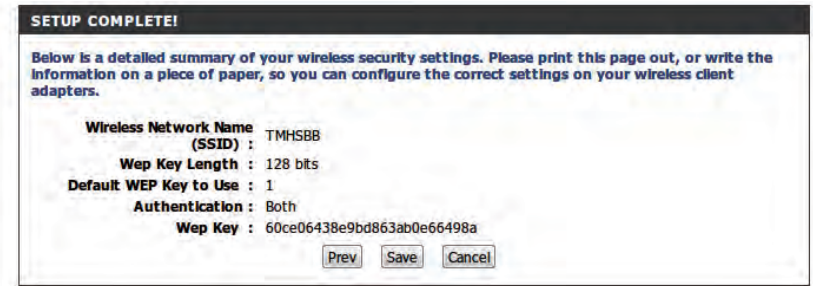 SETUP COMPLETE!
Below is a detailed summary of your wireless security settings. Please print this page out, or write the
information on a piece of paper, so you can configure the correct settings on your wireless client
adapters.
Wireless Network Name
(SSID) : TMHSBB
Wep Key Length : 128 bits
Default WEP Key to Use : 1
Authentication : Both
Wep Key : 60ce06438e9bd863ab0e66498a
Prev Save Cancel